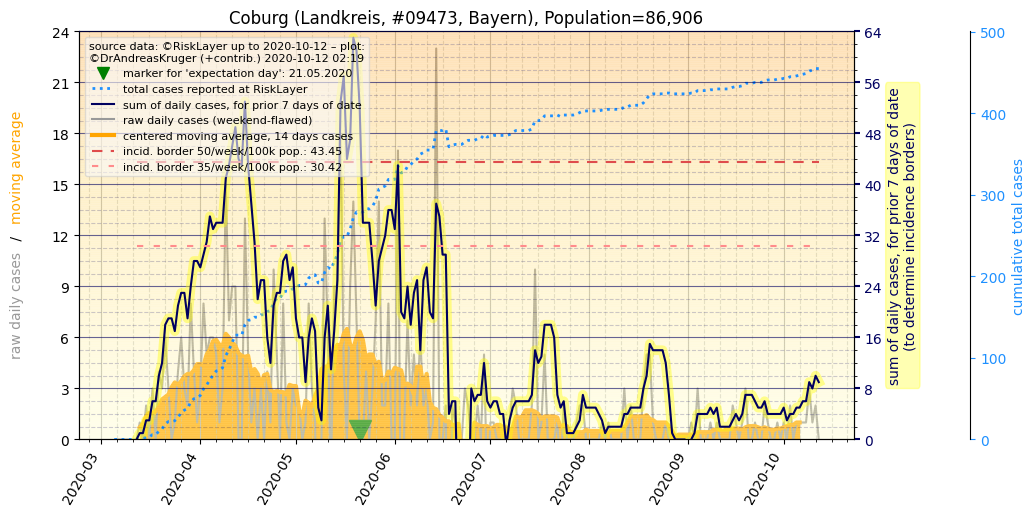 Coburg (Landkreis, #09473, Bayern), Population=86,906
source data: ©RiskLayer up to 2020-10-12 – plot:
©DrAndreasKruger (+contrib.) 2020-10-12 02:19
marker for 'expectation day': 21.05.2020
total cases reported at RiskLayer
sum of daily cases, for prior 7 days of date
raw daily cases (weekend-flawed)
centered moving average, 14 days cases
incid. border 50/week/100k pop.: 43.45
incid. border 35/week/100k pop.: 30.42
raw daily cases / moving average
0
3
6
9
12
15
18
21
24
2020-03
2020-04
2020-05
2020-06
2020-07
2020-08
2020-09
2020-10
0
8
16
24
32
40
48
56
64
sum of daily cases, for prior 7 days of date
(to determine incidence borders)
0
100
200
300
400
500
cumulative total cases